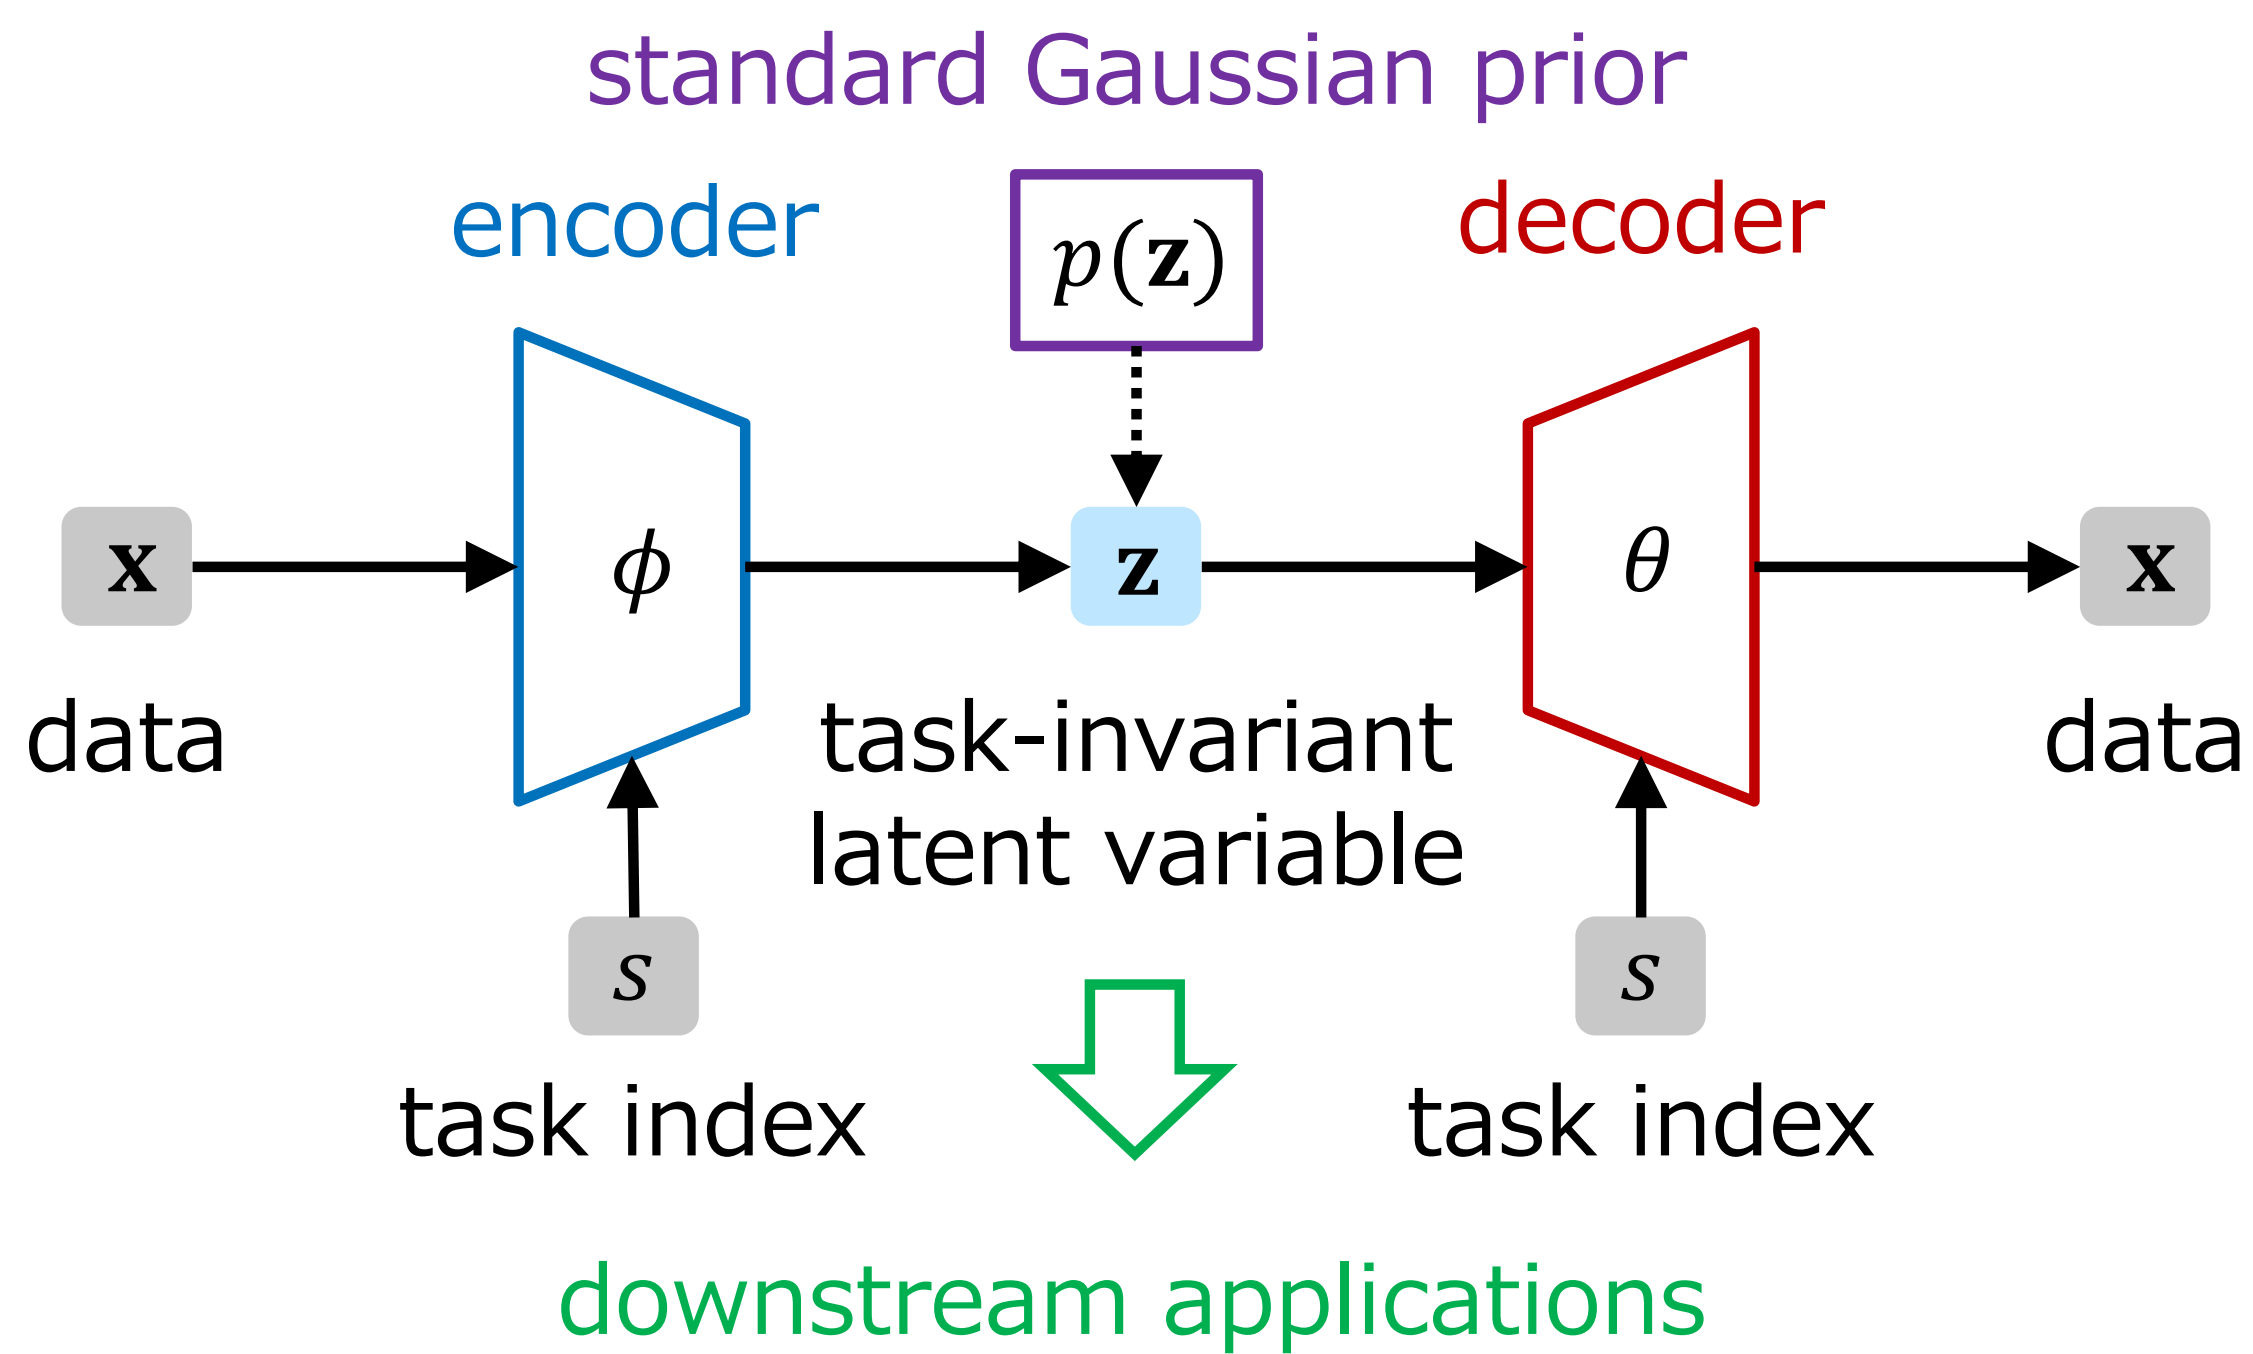 standard Gaussian prior
encoder
p(𝐳)
decoder
𝐱
ϕ
𝐳
θ
𝐱
data
task-invariant
latent variable
data
s
s
task index
task index
downstream applications